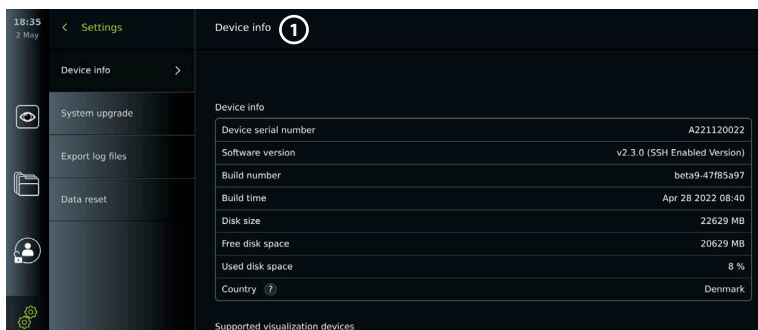 18:35
2 May
< Settings
Device info 1
Device info >
System upgrade
Export log files
Data reset
Device info
Device serial number A221120022
Software version v2.3.0 (SSH Enabled Version)
Build number beta9-47f85a97
Build time Apr 28 2022 08:40
Disk size 22629 MB
Free disk space 20629 MB
Used disk space 8 %
Country ? Denmark
Supported visualization devices